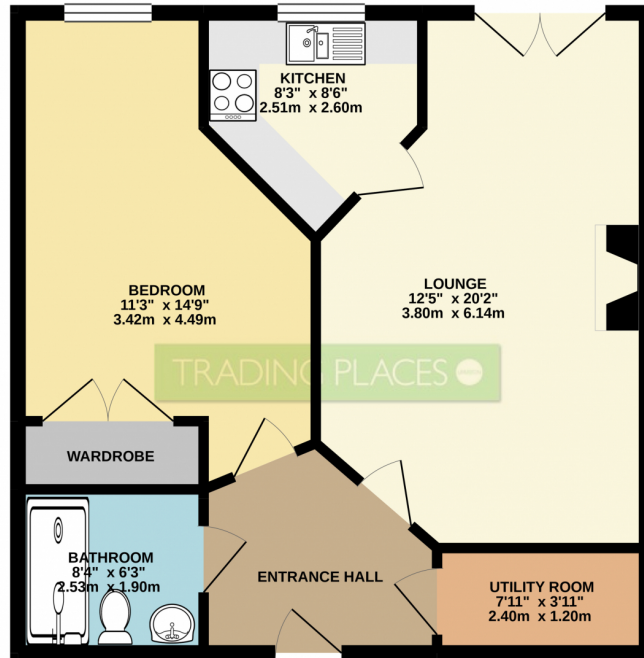 KITCHEN
8'3" x 8'6"
2.51m x 2.60m
BEDROOM
11'3" x 14'9"
3.42m x 4.49m
LOUNGE
12'5" x 20'2"
3.80m x 6.14m
TRADING PLACES
WARDROBE
BATHROOM
8'4" x 6'3"
2.53m x 1.90m
ENTRANCE HALL
UTILITY ROOM
7'11" x 3'11"
2.40m x 1.20m